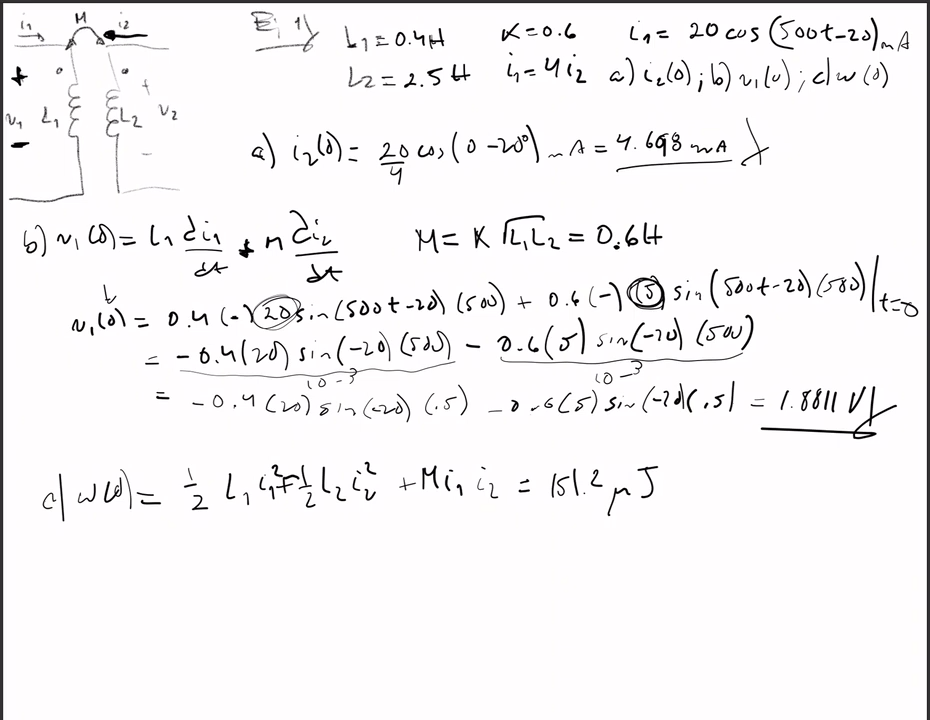 i₁ M i₂
+ + v₁ L₁ L₂ v₂ - -
Ej 1) L₁ = 0.4H K = 0.6 i₁ = 20 cos(500t-20) mA
L₂ = 2.5H i₁ = 4i₂ a) i₂(0); b) v₁(0); c) w(0)
a) i₂(0) = 20/4 cos(0-20°) mA = 4.698 mA
b) v₁(0) = L₁ di₁/dt + M di₂/dt M = K √L₁L₂ = 0.6H
v₁(0) = 0.4(-)20 sin(500t-20)(500) + 0.6(-)(5) sin(500t-20)(500)|t=0
= -0.4(20) sin(-20)(500) - 0.6(5) sin(-20)(500)
10-3 10-3
= -0.4(20) sin(-20)(.5) -0.6(5) sin(-20)(.5) = 1.8811 V
c) w(0) = 1/2 L₁ i₁² + 1/2 L₂ i₂² + M i₁ i₂ = 151.2 μJ